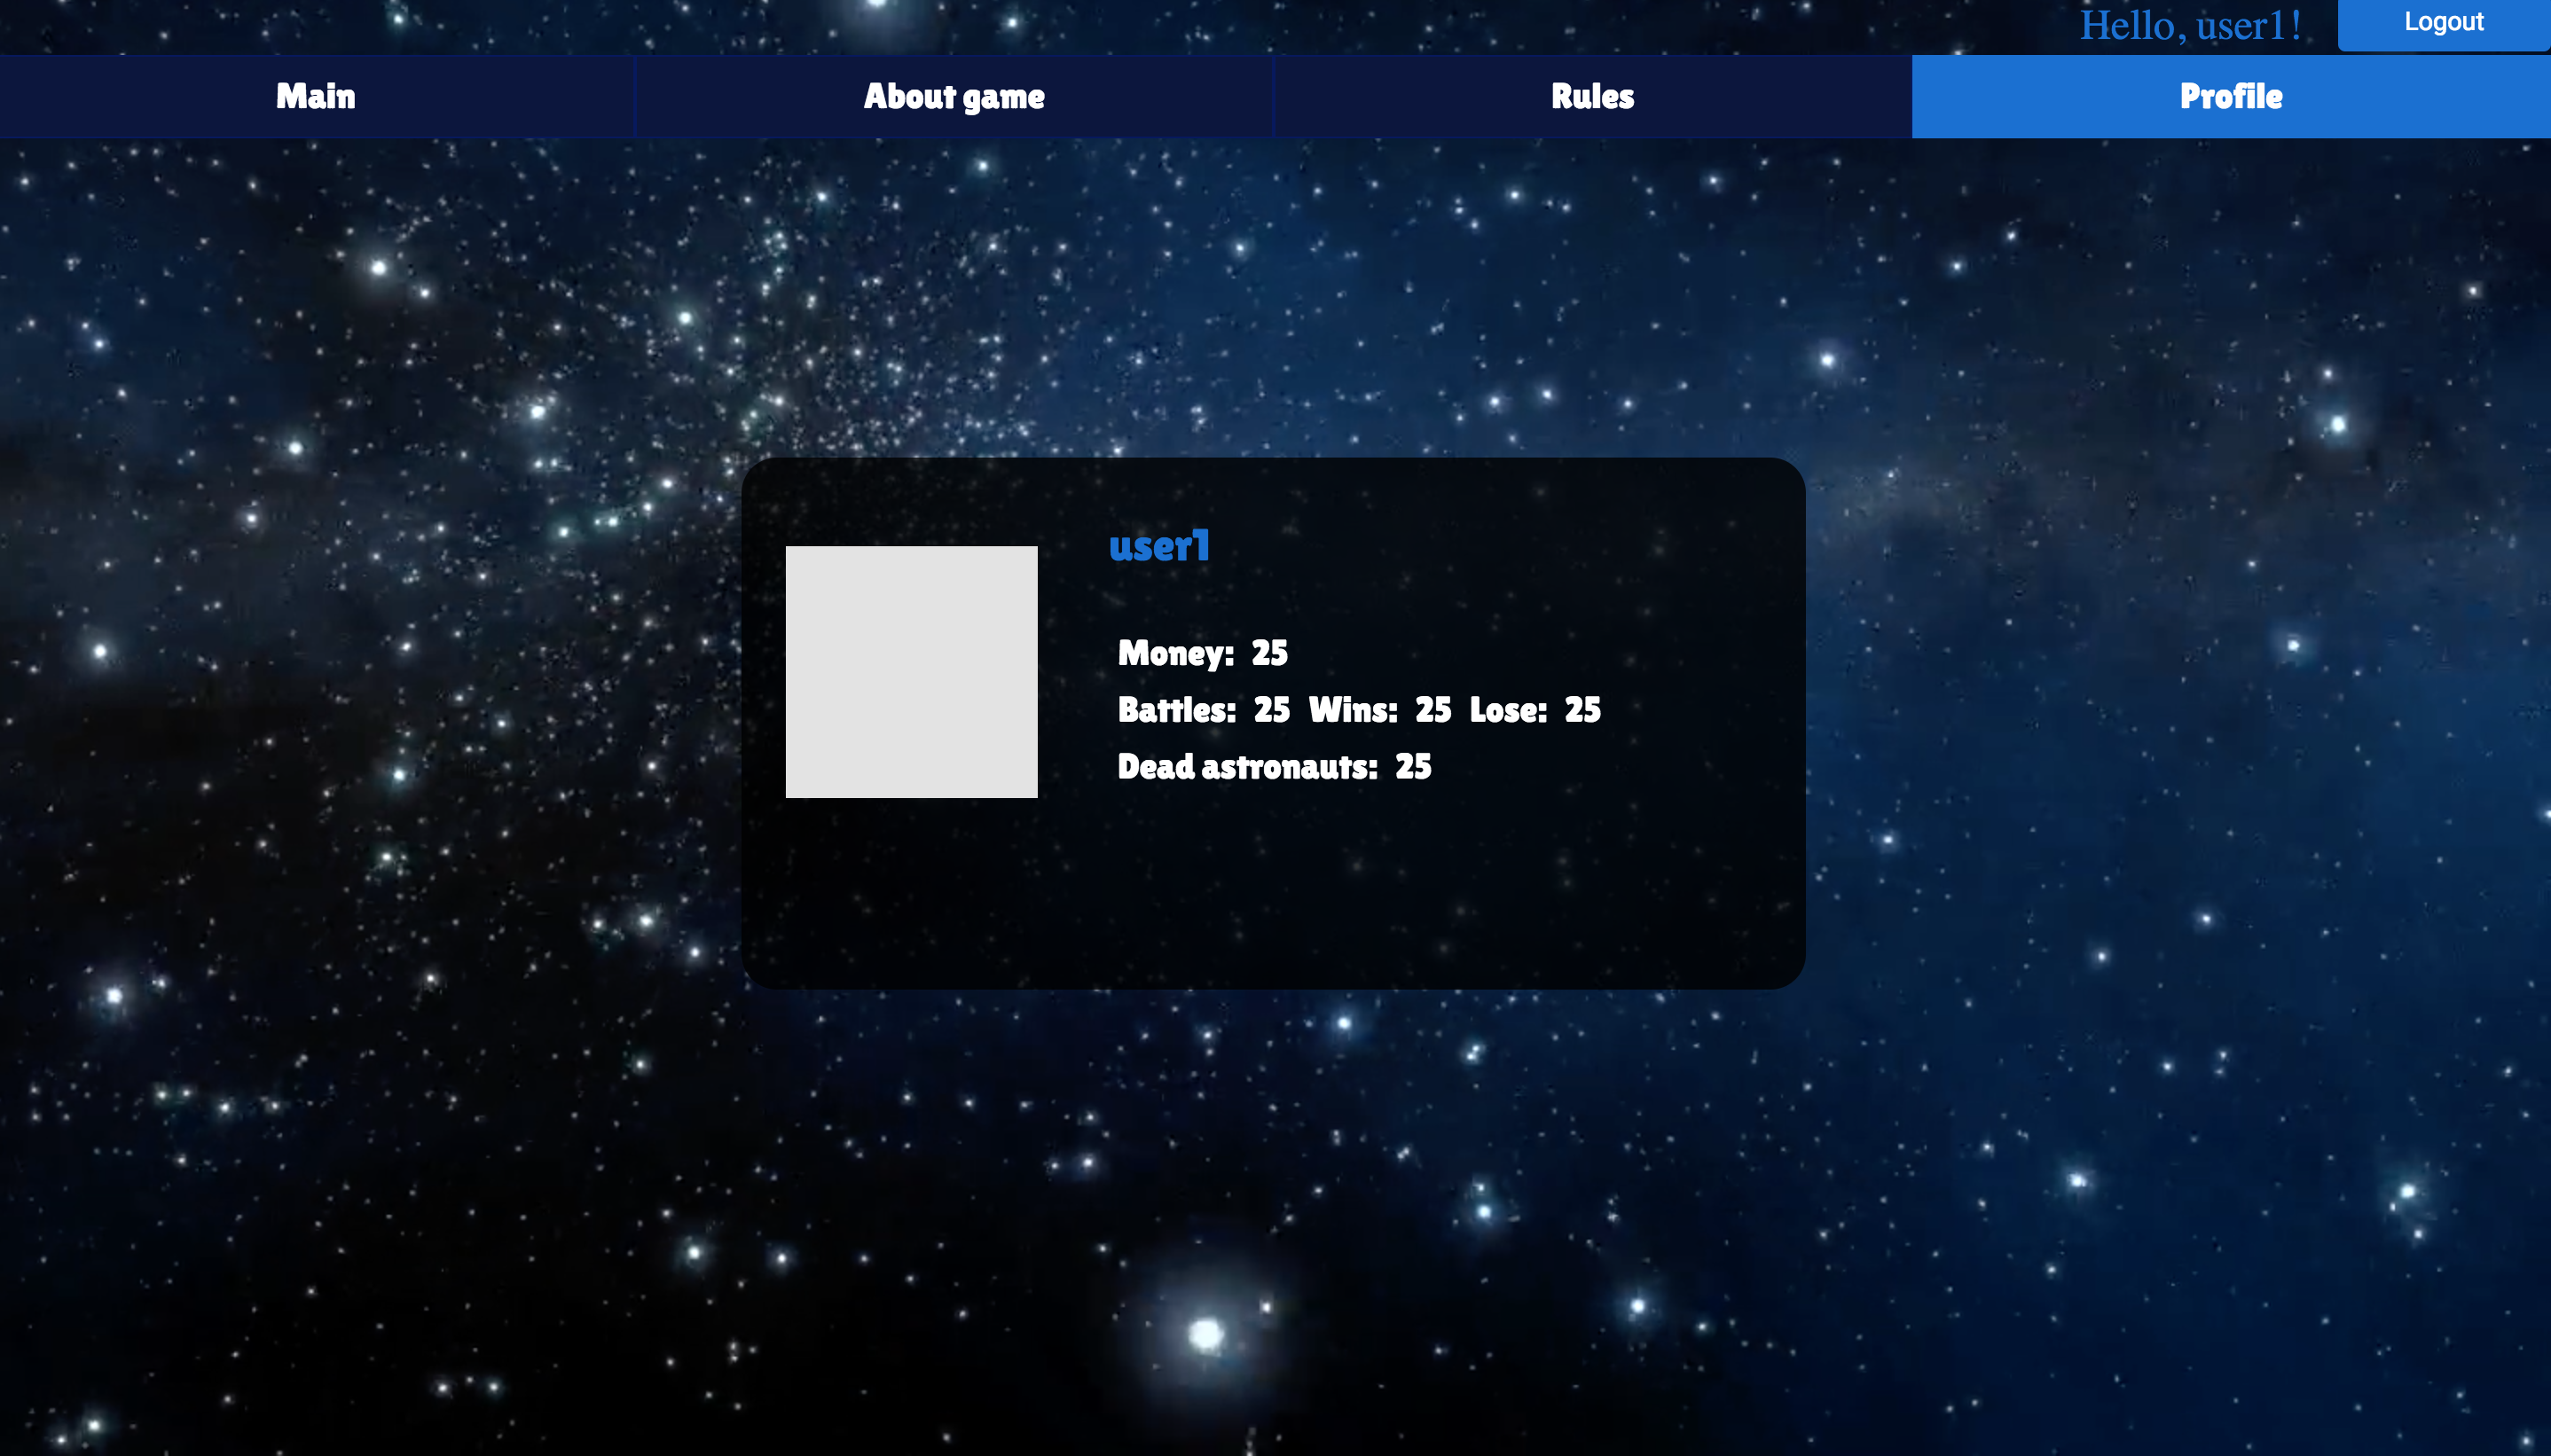 Hello, user1! Logout
Main About game Rules Profile
user1
Money: 25
Battles: 25 Wins: 25 Lose: 25
Dead astronauts: 25